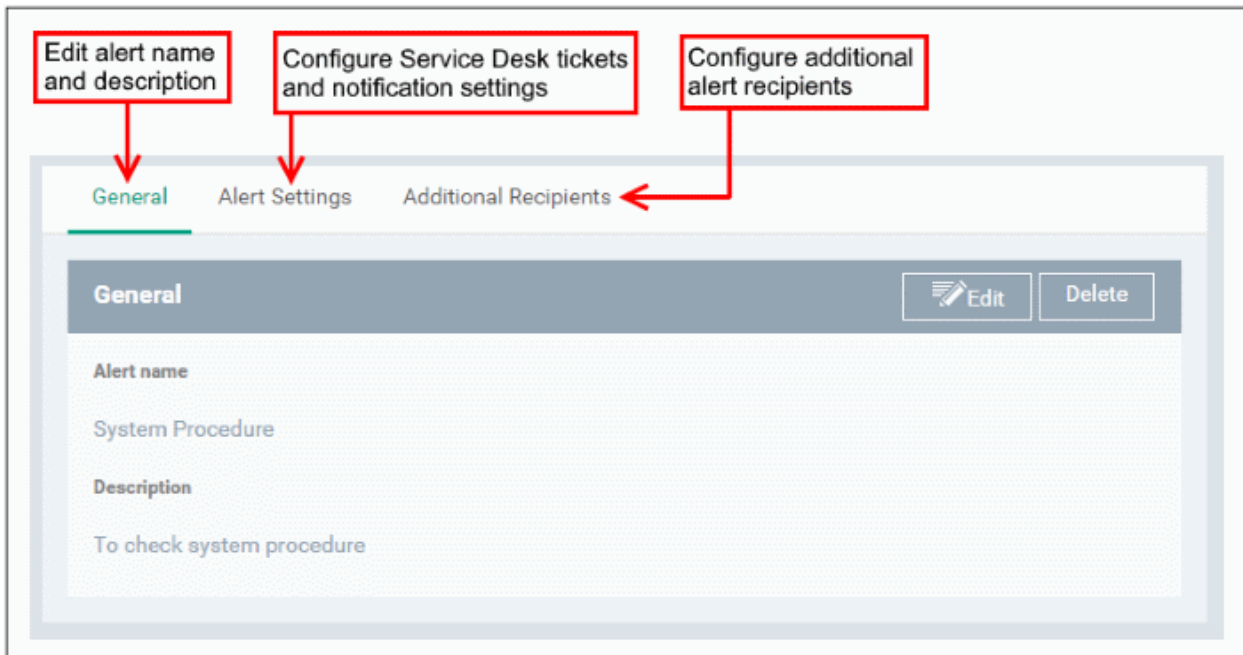 Edit alert name
and description
Configure Service Desk tickets
and notification settings
Configure additional
alert recipients
General Alert Settings Additional Recipients
General Edit Delete
Alert name
System Procedure
Description
To check system procedure